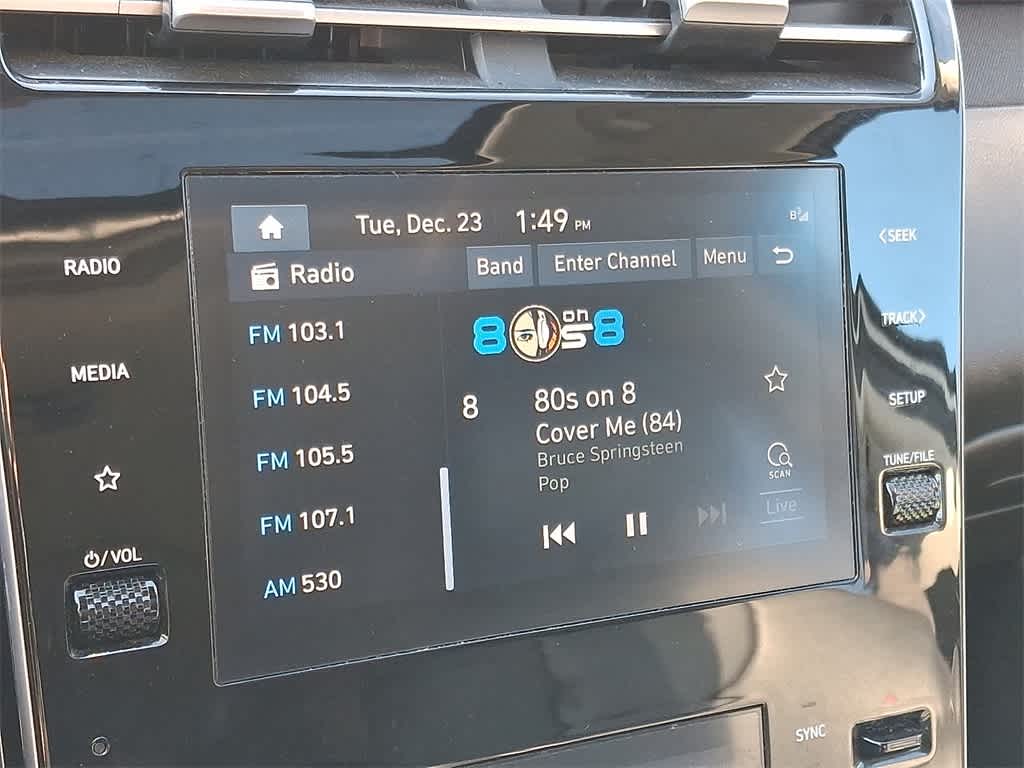 Tue, Dec. 23 1:49 PM
Radio Band Enter Channel Menu
FM 103.1
FM 104.5
FM 105.5
FM 107.1
AM 530
80s on 8
8
80s on 8
Cover Me (84)
Bruce Springsteen
Pop
SCAN
Live
RADIO
MEDIA
/VOL
<SEEK
TRACK>
SETUP
TUNE/FILE
SYNC